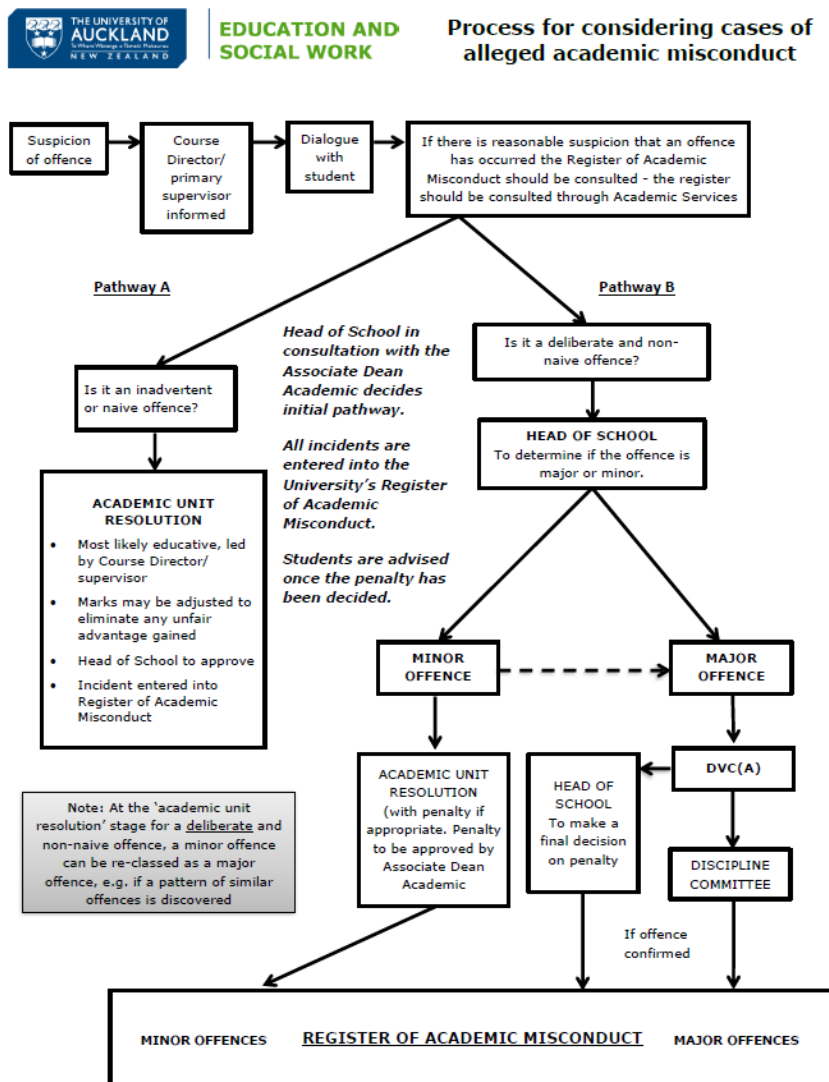 THE UNIVERSITY OF
AUCKLAND
Te Whare Wānanga o Tāmaki Makaurau
NEW ZEALAND
EDUCATION AND
SOCIAL WORK
Process for considering cases of
alleged academic misconduct
Suspicion
of offence
Course
Director/
primary
supervisor
informed
Dialogue
with
student
If there is reasonable suspicion that an offence
has occurred the Register of Academic
Misconduct should be consulted - the register
should be consulted through Academic Services
Pathway A
Pathway B
Head of School in
consultation with the
Associate Dean
Academic decides
initial pathway.
All incidents are
entered into the
University's Register
of Academic
Misconduct.
Students are advised
once the penalty has
been decided.
Is it an inadvertent
or naive offence?
Is it a deliberate and non-
naive offence?
HEAD OF SCHOOL
To determine if the offence is
major or minor.
ACADEMIC UNIT
RESOLUTION
• Most likely educative, led
by Course Director/
supervisor
• Marks may be adjusted to
eliminate any unfair
advantage gained
• Head of School to approve
• Incident entered into
Register of Academic
Misconduct
MINOR
OFFENCE
MAJOR
OFFENCE
ACADEMIC UNIT
RESOLUTION
(with penalty if
appropriate. Penalty
to be approved by
Associate Dean
Academic
HEAD OF
SCHOOL
To make a
final decision
on penalty
DVC(A)
DISCIPLINE
COMMITTEE
Note: At the 'academic unit
resolution' stage for a deliberate and
non-naive offence, a minor offence
can be re-classed as a major
offence, e.g. if a pattern of similar
offences is discovered
If offence
confirmed
MINOR OFFENCES
REGISTER OF ACADEMIC MISCONDUCT
MAJOR OFFENCES